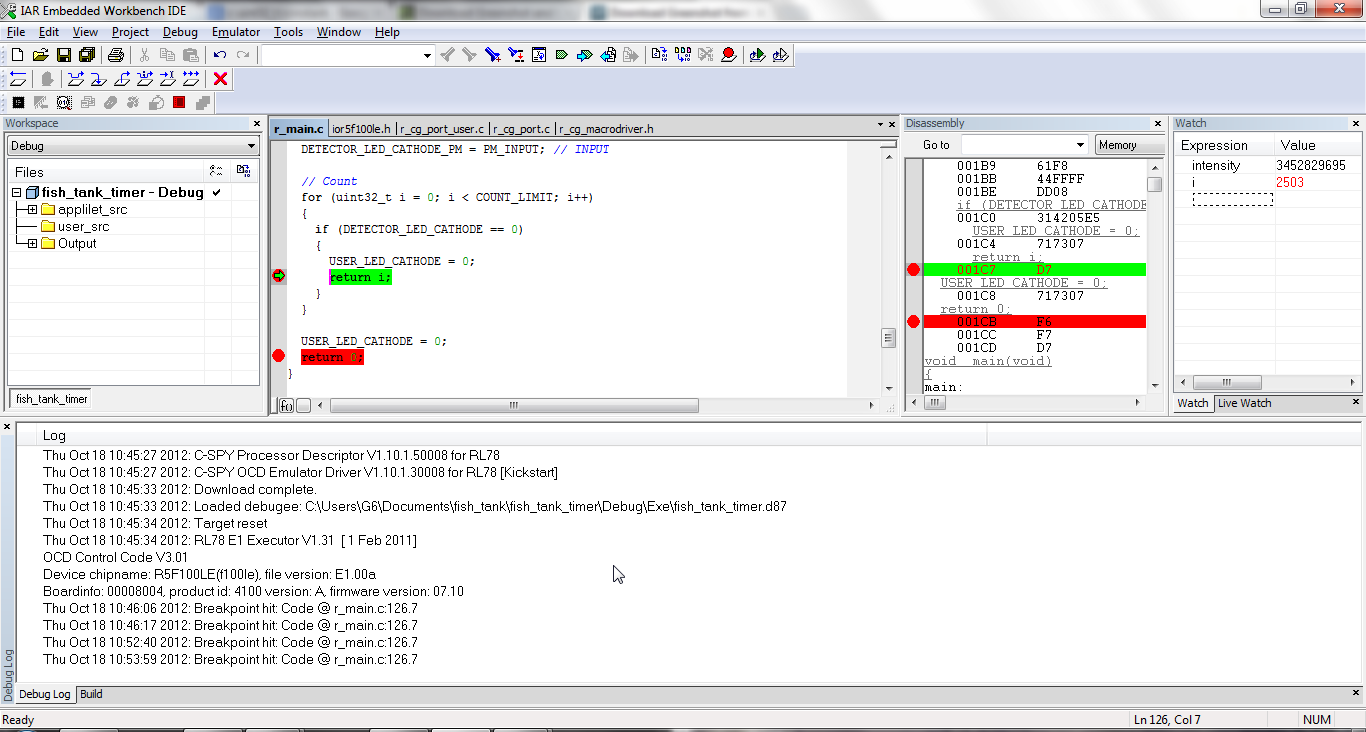 IAR Embedded Workbench IDE
File Edit View Project Debug Emulator Tools Window Help
Workspace
Debug
Files
fish_tank_timer - Debug
applilet_src
user_src
Output
fish_tank_timer
r_main.c ior5f100le.h r_cg_port_user.c r_cg_port.c r_cg_macrodriver.h
DETECTOR_LED_CATHODE_PM = PM_INPUT; // INPUT
// Count
for (uint32_t i = 0; i < COUNT_LIMIT; i++)
{
if (DETECTOR_LED_CATHODE == 0)
{
USER_LED_CATHODE = 0;
return i;
}
}
USER_LED_CATHODE = 0;
return 0;
}
f()
Disassembly
Go to Memory
001B9 61F8
001BB 44FFFF
001BE DD08
if (DETECTOR_LED_CATHODE
001C0 314205E5
USER_LED_CATHODE = 0;
001C4 717307
return i;
001C7 D7
USER_LED_CATHODE = 0;
001C8 717307
return 0;
001CB F6
001CC F7
001CD D7
void main(void)
{
main:
Watch
Expression Value
intensity 3452829695
i 2503
Watch Live Watch
Log
Thu Oct 18 10:45:27 2012: C-SPY Processor Descriptor V1.10.1.50008 for RL78
Thu Oct 18 10:45:27 2012: C-SPY OCD Emulator Driver V1.10.1.30008 for RL78 [Kickstart]
Thu Oct 18 10:45:33 2012: Download complete.
Thu Oct 18 10:45:33 2012: Loaded debugee: C:\Users\G6\Documents\fish_tank\fish_tank_timer\Debug\Exe\fish_tank_timer.d87
Thu Oct 18 10:45:34 2012: Target reset
Thu Oct 18 10:45:34 2012: RL78 E1 Executor V1.31 [ 1 Feb 2011]
OCD Control Code V3.01
Device chipname: R5F100LE(f100le), file version: E1.00a
Boardinfo: 00008004, product id: 4100 version: A, firmware version: 07.10
Thu Oct 18 10:46:06 2012: Breakpoint hit: Code @ r_main.c:126.7
Thu Oct 18 10:46:17 2012: Breakpoint hit: Code @ r_main.c:126.7
Thu Oct 18 10:52:40 2012: Breakpoint hit: Code @ r_main.c:126.7
Thu Oct 18 10:53:59 2012: Breakpoint hit: Code @ r_main.c:126.7
Debug Log
Debug Log Build
Ready Ln 126, Col 7 NUM